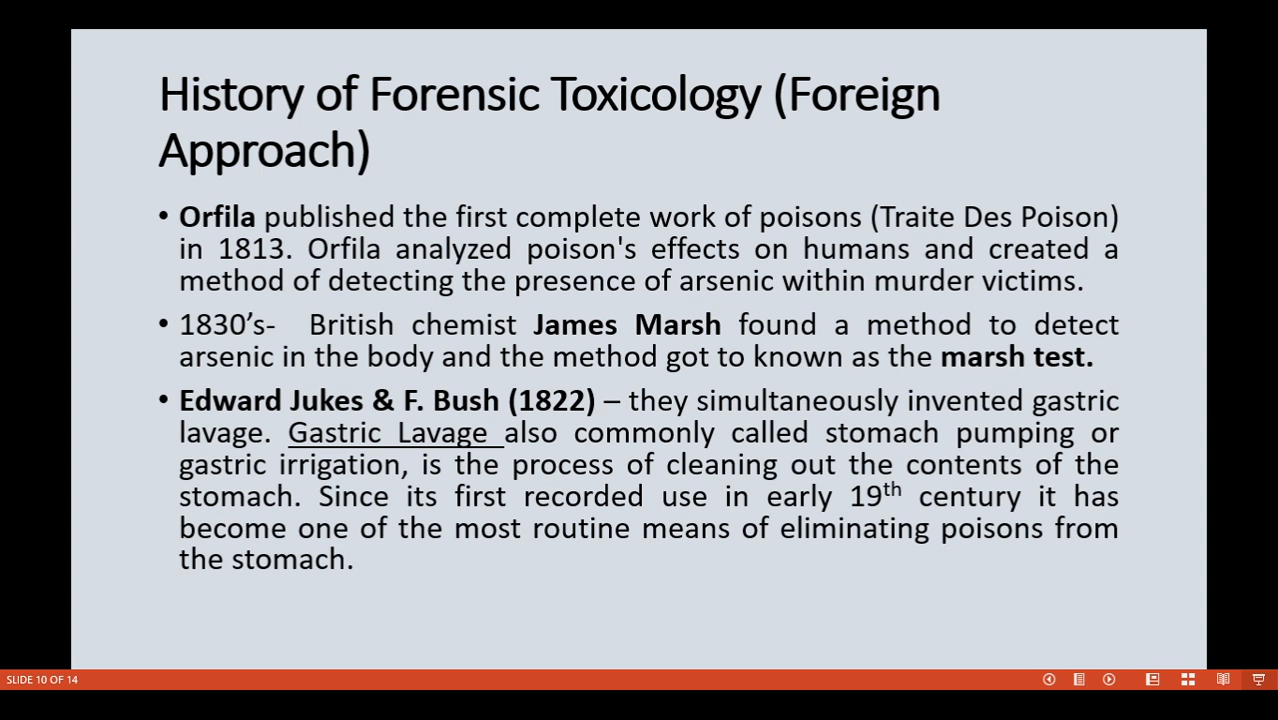 History of Forensic Toxicology (Foreign
Approach)
• Orfila published the first complete work of poisons (Traite Des Poison)
in 1813. Orfila analyzed poison's effects on humans and created a
method of detecting the presence of arsenic within murder victims.
• 1830’s- British chemist James Marsh found a method to detect
arsenic in the body and the method got to known as the marsh test.
• Edward Jukes & F. Bush (1822) – they simultaneously invented gastric
lavage. Gastric Lavage also commonly called stomach pumping or
gastric irrigation, is the process of cleaning out the contents of the
stomach. Since its first recorded use in early 19th century it has
become one of the most routine means of eliminating poisons from
the stomach.
SLIDE 10 OF 14